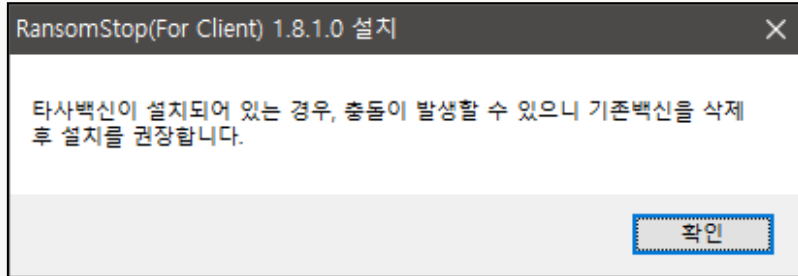 RansomStop(For Client) 1.8.1.0 설치
타사백신이 설치되어 있는 경우, 충돌이 발생할 수 있으니 기존백신을 삭제
후 설치를 권장합니다.
확인